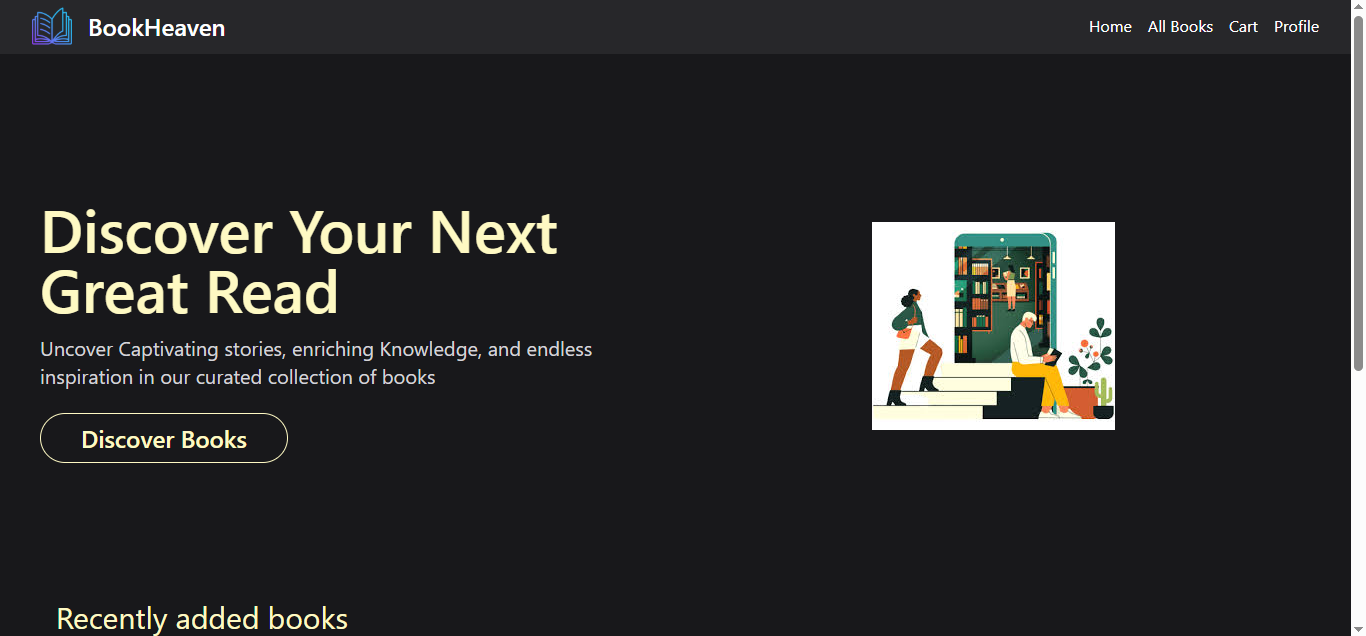 BookHeaven
Home All Books Cart Profile
Discover Your Next
Great Read
Uncover Captivating stories, enriching Knowledge, and endless
inspiration in our curated collection of books
Discover Books
Recently added books